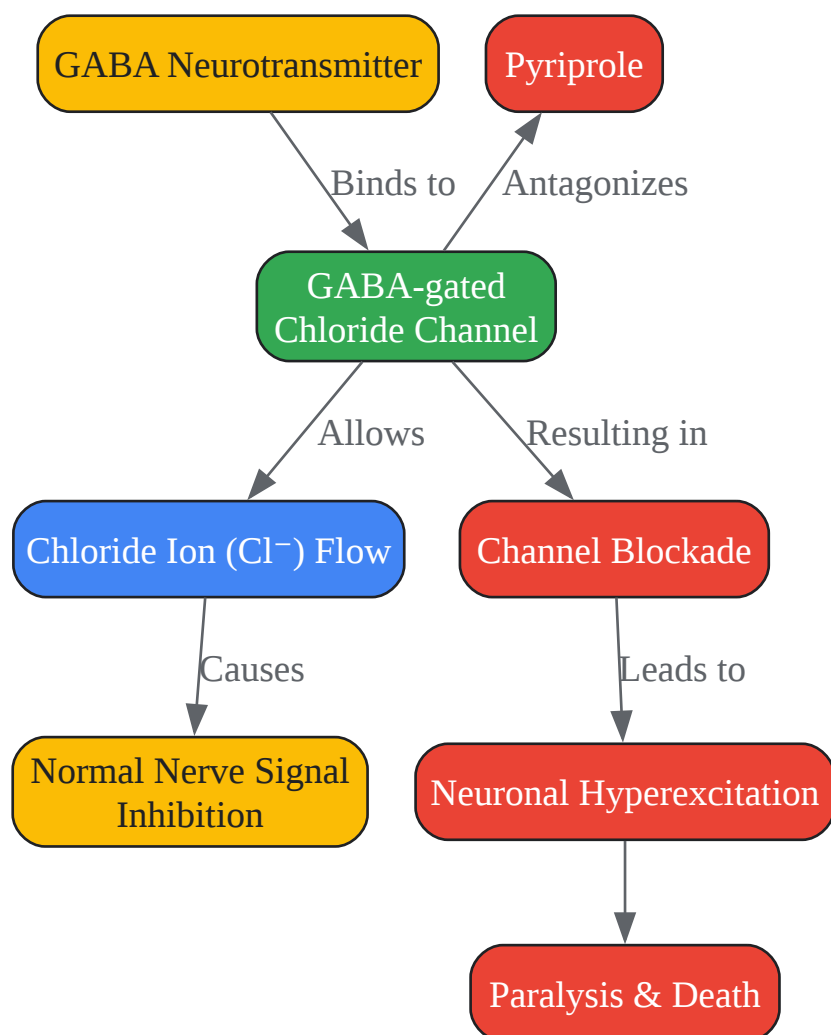 GABA Neurotransmitter
Pyriprole
Binds to
Antagonizes
GABA-gated
Chloride Channel
Allows
Resulting in
Chloride Ion (Cl⁻) Flow
Channel Blockade
Causes
Leads to
Normal Nerve Signal
Inhibition
Neuronal Hyperexcitation
Paralysis & Death